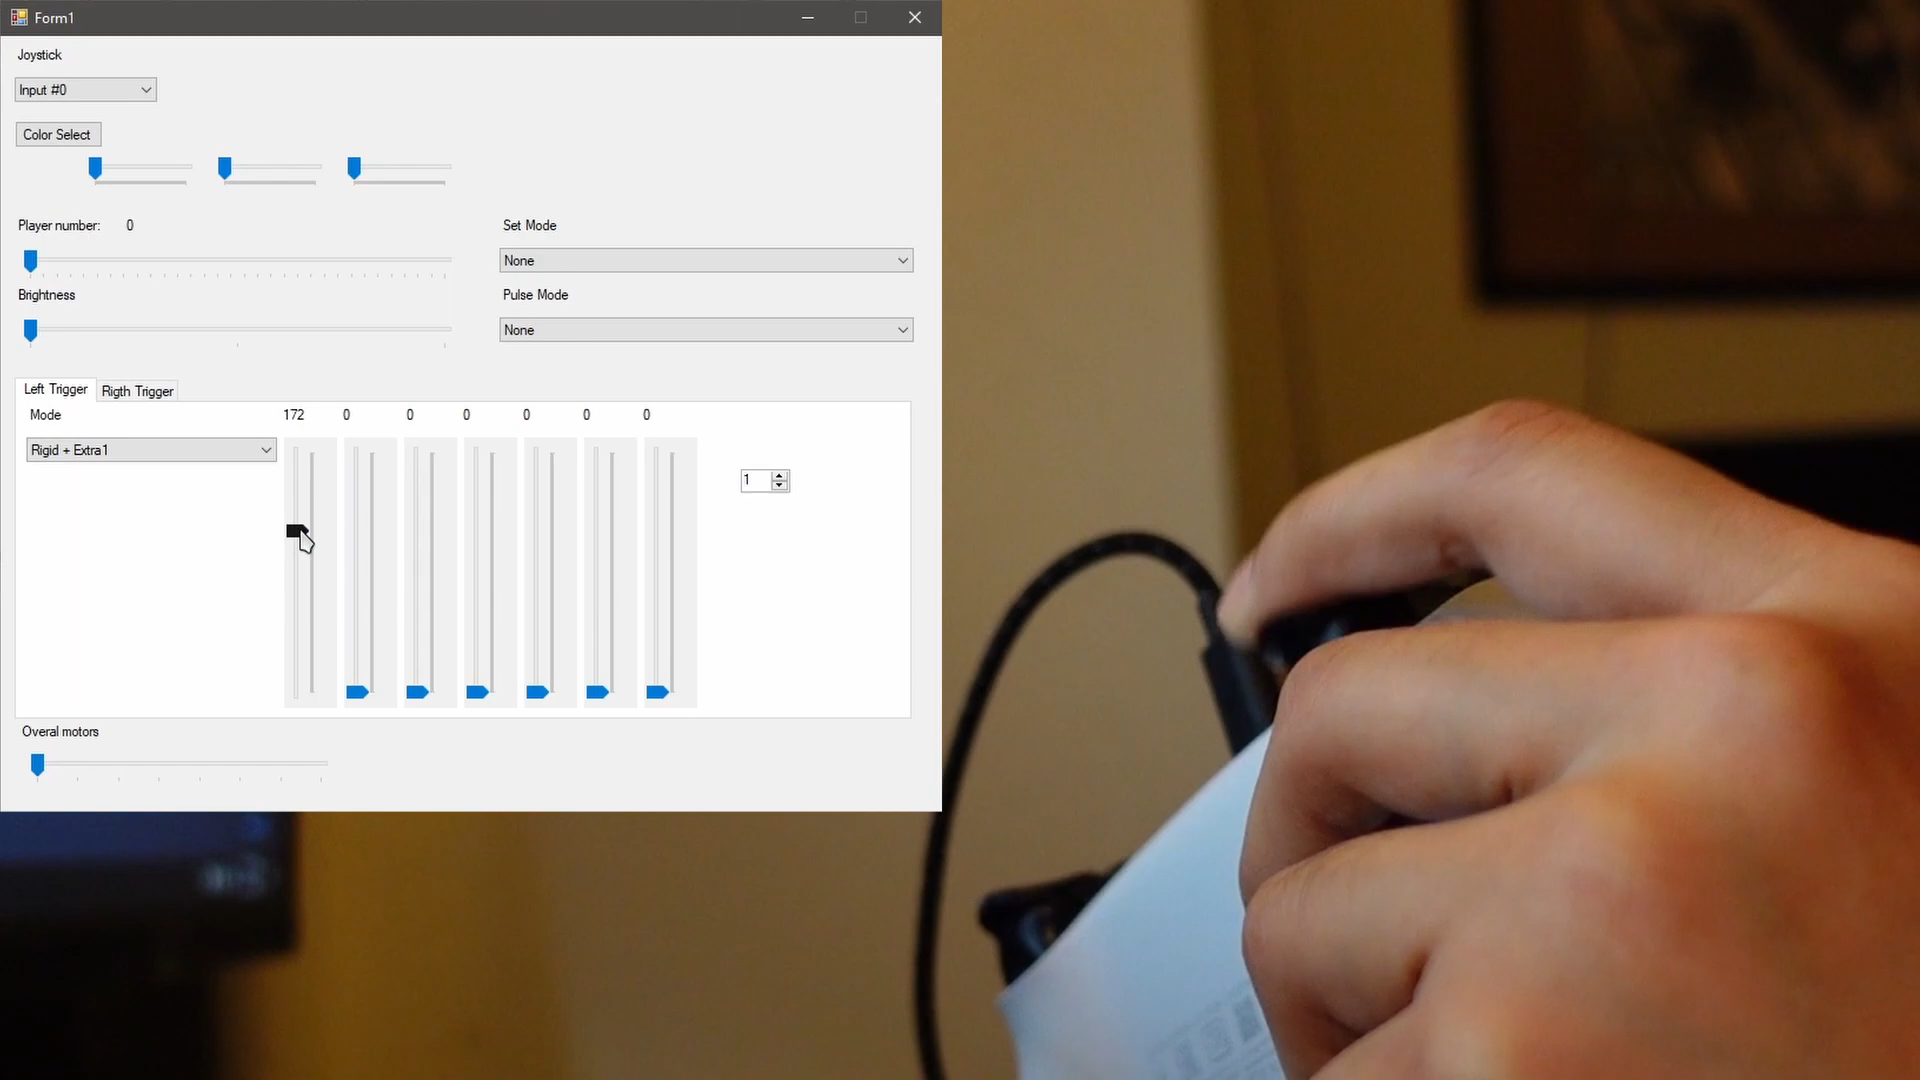 Form1
Joystick
Input #0
Color Select
Player number: 0
Set Mode
None
Brightness
Pulse Mode
None
Left Trigger
Rigth Trigger
Mode
172 0 0 0 0 0 0
Rigid + Extra1
1
Overal motors